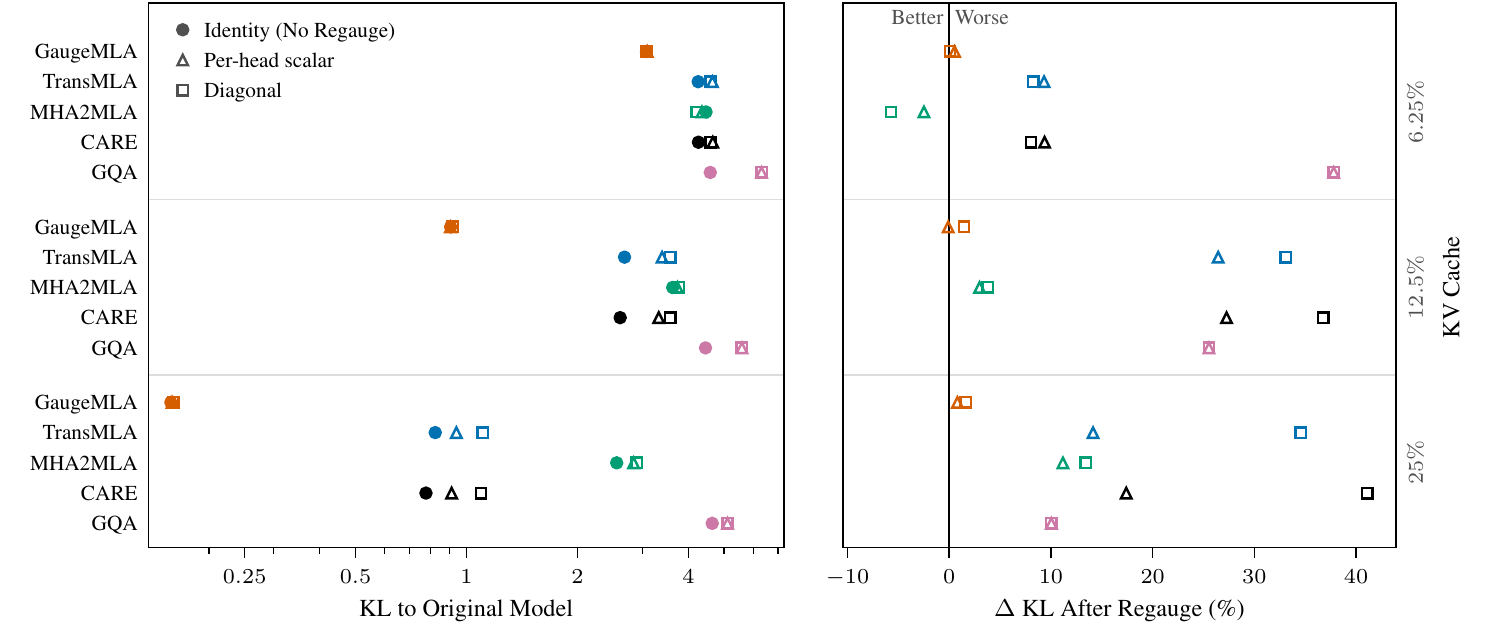 Identity (No Regauge)
Per-head scalar
Diagonal
Better
Worse
GaugeMLA
TransMLA
MHA2MLA
CARE
GQA
6.25%
GaugeMLA
TransMLA
MHA2MLA
CARE
GQA
12.5%
GaugeMLA
TransMLA
MHA2MLA
CARE
GQA
25%
KV Cache
0.25 0.5 1 2 4
KL to Original Model
−10 0 10 20 30 40
Δ KL After Regauge (%)